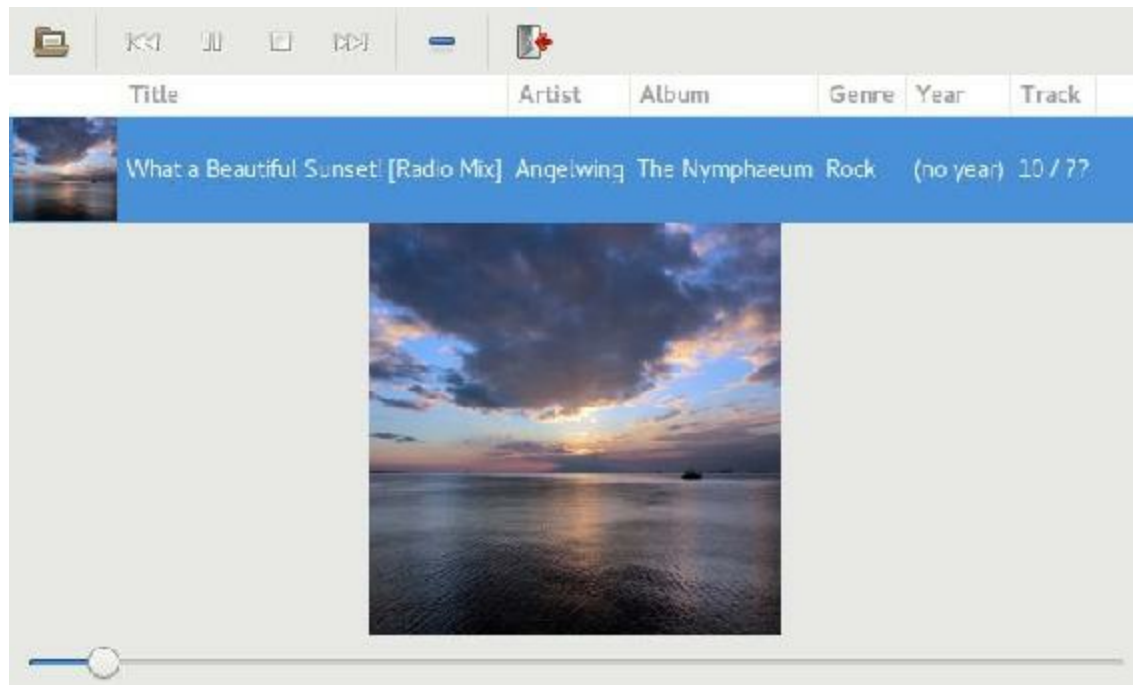 Title Artist Album Genre Year Track
What a Beautiful Sunset! [Radio Mix] Angelwing The Nymphaeum Rock (no year) 10 / ??